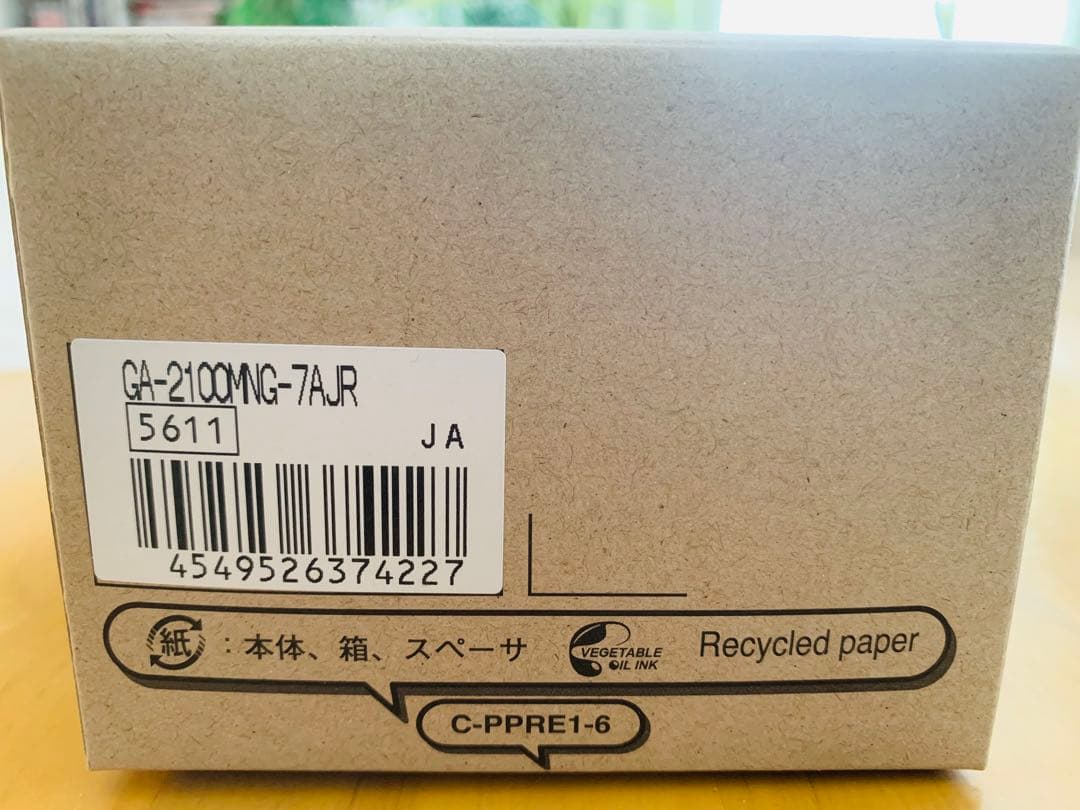 GA-2100MNG-7AJR
5611
JA
4549526374227
紙 : 本体、箱、スペーサ VEGETABLE OIL INK Recycled paper
C-PPRE1-6